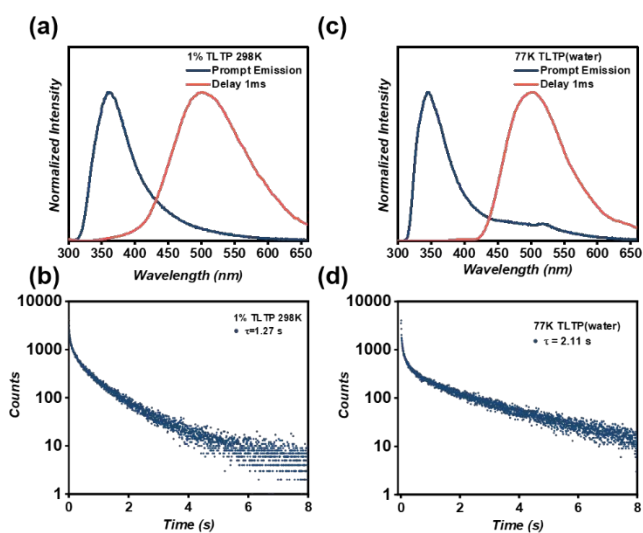 (a)
1% TLTP 298K
Prompt Emission
Delay 1ms
Normalized Intensity
300 350 400 450 500 550 600 650
Wavelength (nm)
(c)
77K TLTP(water)
Prompt Emission
Delay 1ms
Normalized Intensity
300 350 400 450 500 550 600 650
Wavelength (nm)
(b)
1% TLTP 298K
τ=1.27 s
Counts
10000
1000
100
10
1
0 2 4 6 8
Time (s)
(d)
77K TLTP(water)
τ = 2.11 s
Counts
10000
1000
100
10
1
0 2 4 6 8
Time (s)